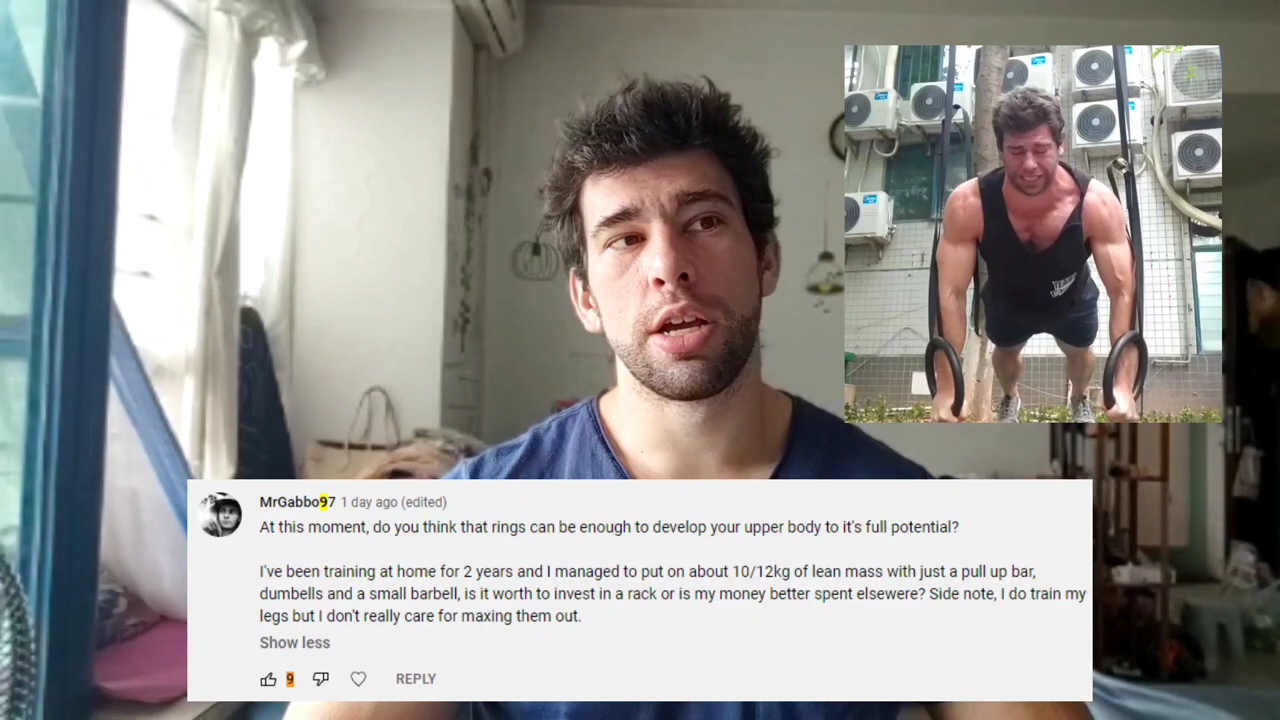 MrGabbo97 1 day ago (edited)
At this moment, do you think that rings can be enough to develop your upper body to it's full potential?
I've been training at home for 2 years and I managed to put on about 10/12kg of lean mass with just a pull up bar,
dumbells and a small barbell, is it worth to invest in a rack or is my money better spent elsewere? Side note, I do train my
legs but I don't really care for maxing them out.
Show less
9 REPLY